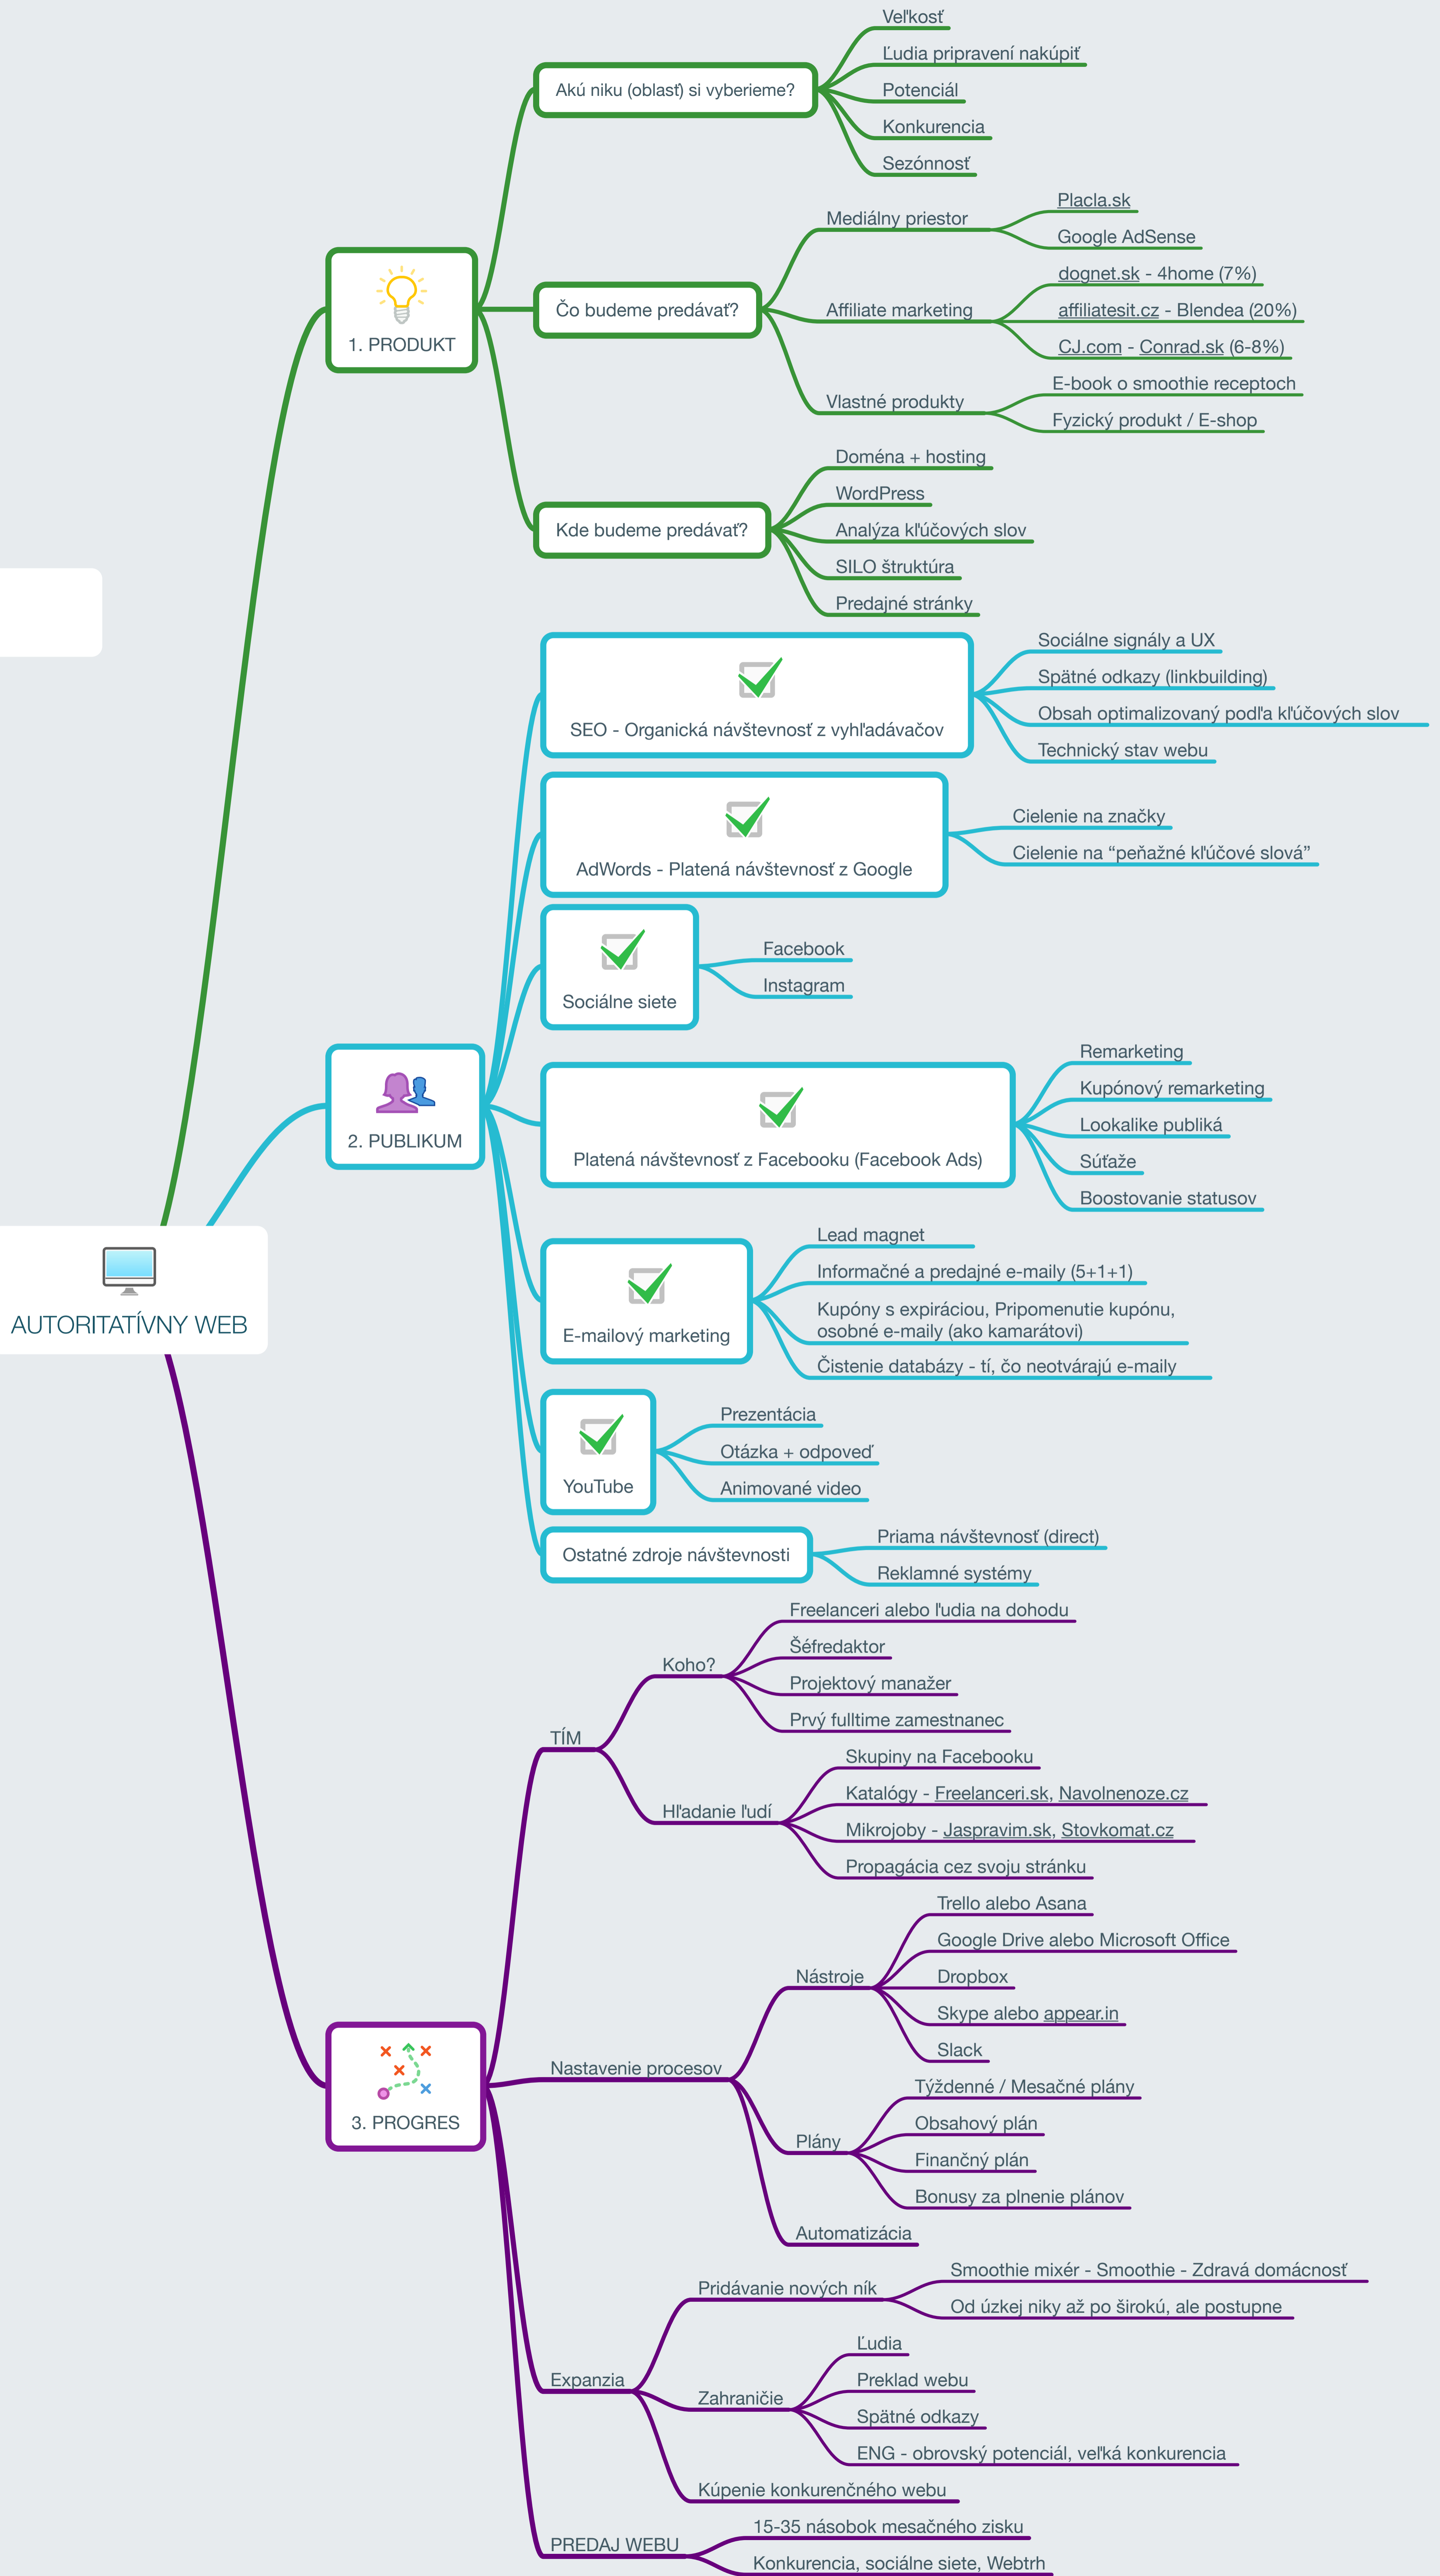 AUTORITATÍVNY WEB
1. PRODUKT
Akú niku (oblasť) si vyberieme?
Veľkosť
Ľudia pripravení nakúpiť
Potenciál
Konkurencia
Sezónnosť
Čo budeme predávať?
Mediálny priestor
Placla.sk
Google AdSense
Affiliate marketing
dognet.sk - 4home (7%)
affiliatesit.cz - Blendea (20%)
CJ.com - Conrad.sk (6-8%)
Vlastné produkty
E-book o smoothie receptoch
Fyzický produkt / E-shop
Kde budeme predávať?
Doména + hosting
WordPress
Analýza kľúčových slov
SILO štruktúra
Predajné stránky
2. PUBLIKUM
SEO - Organická návštevnosť z vyhľadávačov
Sociálne signály a UX
Spätné odkazy (linkbuilding)
Obsah optimalizovaný podľa kľúčových slov
Technický stav webu
AdWords - Platená návštevnosť z Google
Cielenie na značky
Cielenie na “peňažné kľúčové slová”
Sociálne siete
Facebook
Instagram
Platená návštevnosť z Facebooku (Facebook Ads)
Remarketing
Kupónový remarketing
Lookalike publiká
Súťaže
Boostovanie statusov
E-mailový marketing
Lead magnet
Informačné a predajné e-maily (5+1+1)
Kupóny s expiráciou, Pripomenutie kupónu,
osobné e-maily (ako kamarátovi)
Čistenie databázy - tí, čo neotvárajú e-maily
YouTube
Prezentácia
Otázka + odpoveď
Animované video
Ostatné zdroje návštevnosti
Priama návštevnosť (direct)
Reklamné systémy
3. PROGRES
TÍM
Koho?
Freelanceri alebo ľudia na dohodu
Šéfredaktor
Projektový manažer
Prvý fulltime zamestnanec
Hľadanie ľudí
Skupiny na Facebooku
Katalógy - Freelanceri.sk, Navolnenoze.cz
Mikrojoby - Jaspravim.sk, Stovkomat.cz
Propagácia cez svoju stránku
Nastavenie procesov
Nástroje
Trello alebo Asana
Google Drive alebo Microsoft Office
Dropbox
Skype alebo appear.in
Slack
Plány
Týždenné / Mesačné plány
Obsahový plán
Finančný plán
Bonusy za plnenie plánov
Automatizácia
Expanzia
Pridávanie nových ník
Smoothie mixér - Smoothie - Zdravá domácnosť
Od úzkej niky až po širokú, ale postupne
Zahraničie
Ľudia
Preklad webu
Spätné odkazy
ENG - obrovský potenciál, veľká konkurencia
Kúpenie konkurenčného webu
PREDAJ WEBU
15-35 násobok mesačného zisku
Konkurencia, sociálne siete, Webtrh